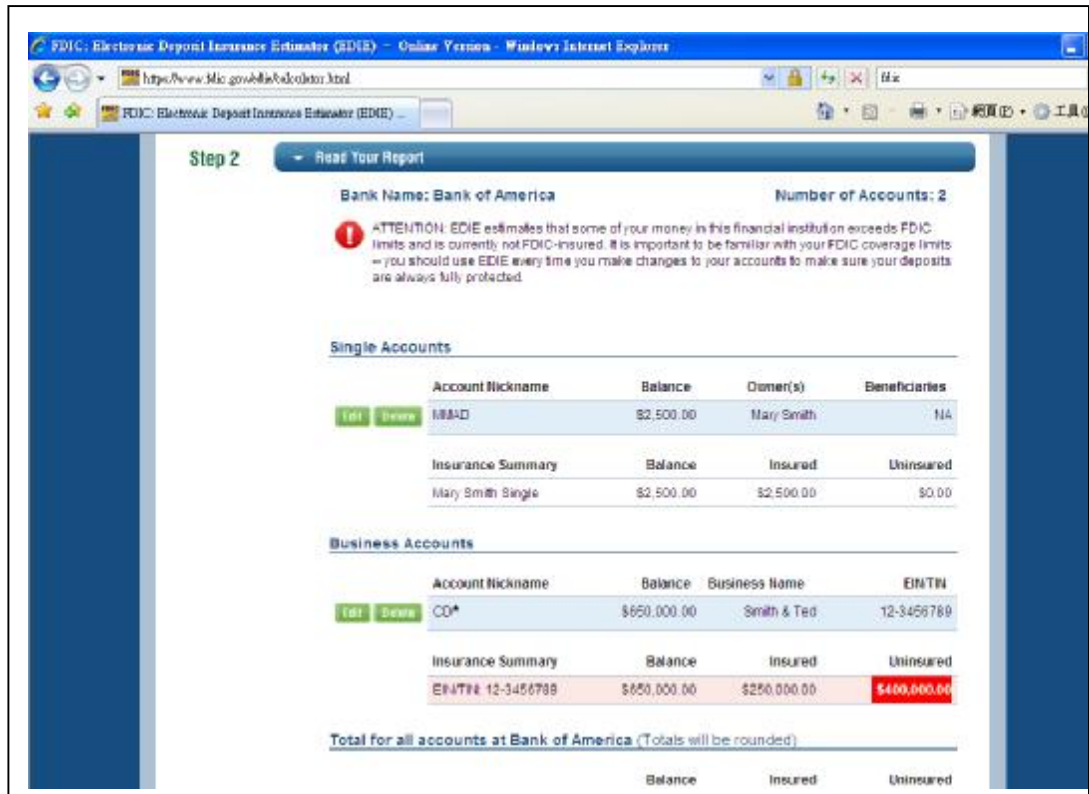 FDIC: Electronic Deposit Insurance Estimator (EDIE) - Online Version - Windows Internet Explorer
https://www.fdic.gov/edie/calculator.html
fdic
FDIC: Electronic Deposit Insurance Estimator (EDIE) ...
網頁(P)
工具(O
Step 2
Read Your Report
Bank Name: Bank of America Number of Accounts: 2
ATTENTION: EDIE estimates that some of your money in this financial institution exceeds FDIC
limits and is currently not FDIC-insured. It is important to be familiar with your FDIC coverage limits
-- you should use EDIE every time you make changes to your accounts to make sure your deposits
are always fully protected.
Single Accounts
Account Nickname Balance Owner(s) Beneficiaries
Edit Delete MMAD $2,500.00 Mary Smith NA
Insurance Summary Balance Insured Uninsured
Mary Smith Single $2,500.00 $2,500.00 $0.00
Business Accounts
Account Nickname Balance Business Name EIN/TIN
Edit Delete CD* $650,000.00 Smith & Ted 12-3456789
Insurance Summary Balance Insured Uninsured
EIN/TIN: 12-3456789 $650,000.00 $250,000.00 $400,000.00
Total for all accounts at Bank of America (Totals will be rounded)
Balance Insured Uninsured